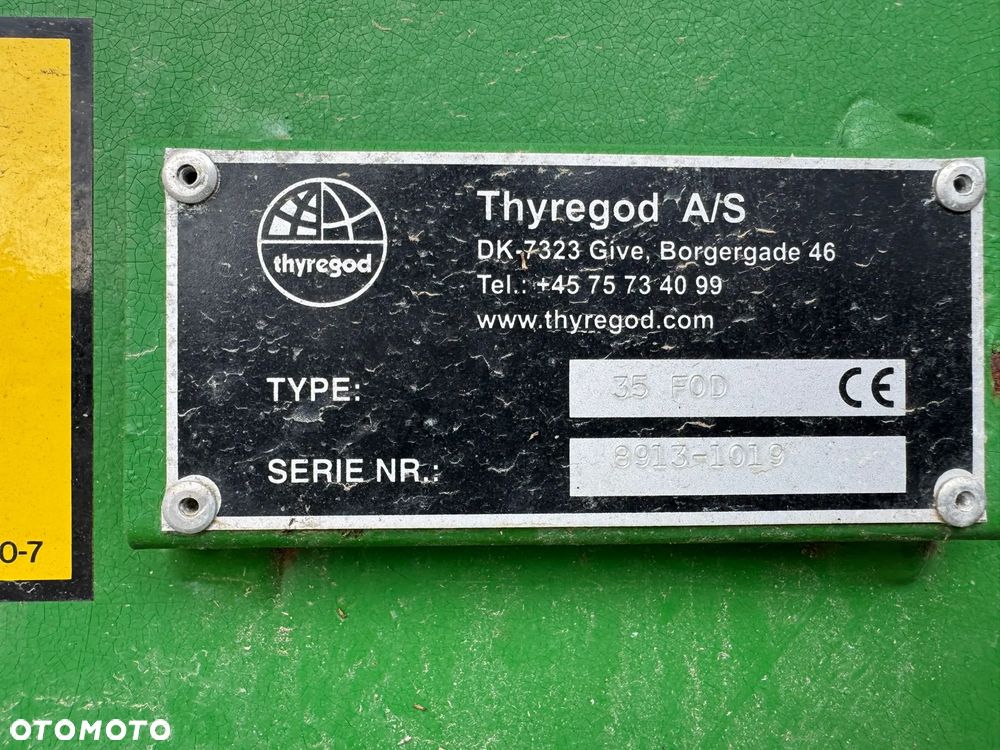 thyregod
Thyregod A/S
DK-7323 Give, Borgergade 46
Tel.: +45 75 73 40 99
www.thyregod.com
TYPE: 35 FOD CE
SERIE NR.: 8913-1019
0-7
OTOMOTO